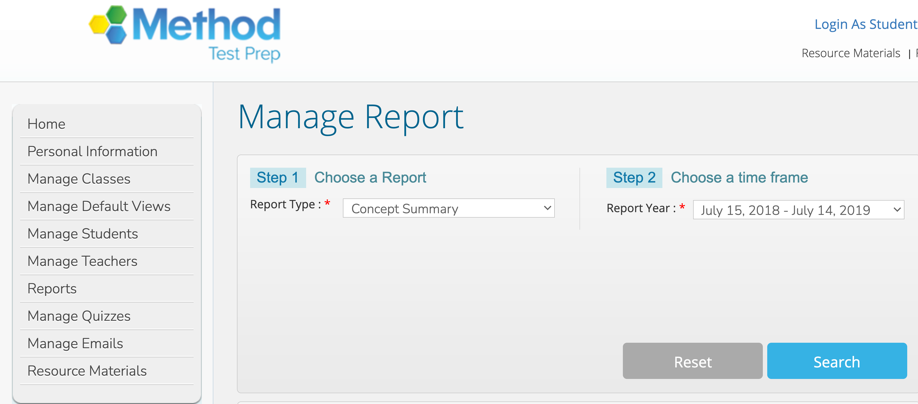 Method
Test Prep
Login As Student
Resource Materials |
Home
Personal Information
Manage Classes
Manage Default Views
Manage Students
Manage Teachers
Reports
Manage Quizzes
Manage Emails
Resource Materials
Manage Report
Step 1 Choose a Report
Report Type : * Concept Summary
Step 2 Choose a time frame
Report Year : * July 15, 2018 - July 14, 2019
Reset Search